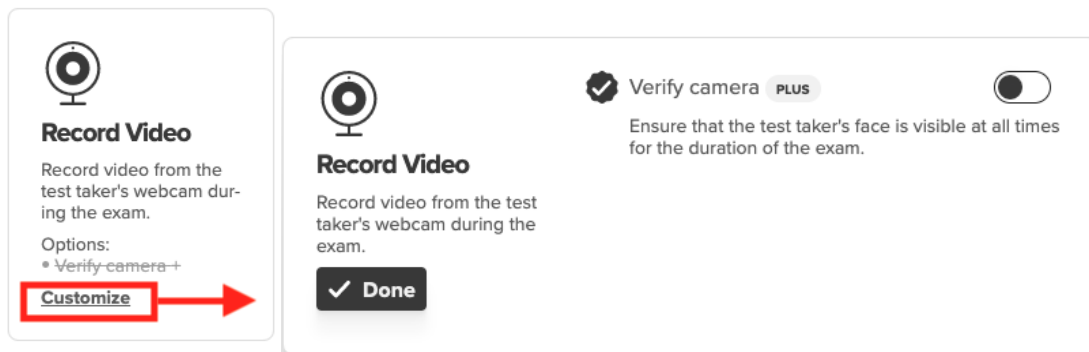 Record Video
Record video from the
test taker's webcam dur-
ing the exam.
Options:
• Verify camera +
Customize
Record Video
Record video from the test
taker's webcam during the
exam.
Done
Verify camera PLUS
Ensure that the test taker's face is visible at all times
for the duration of the exam.